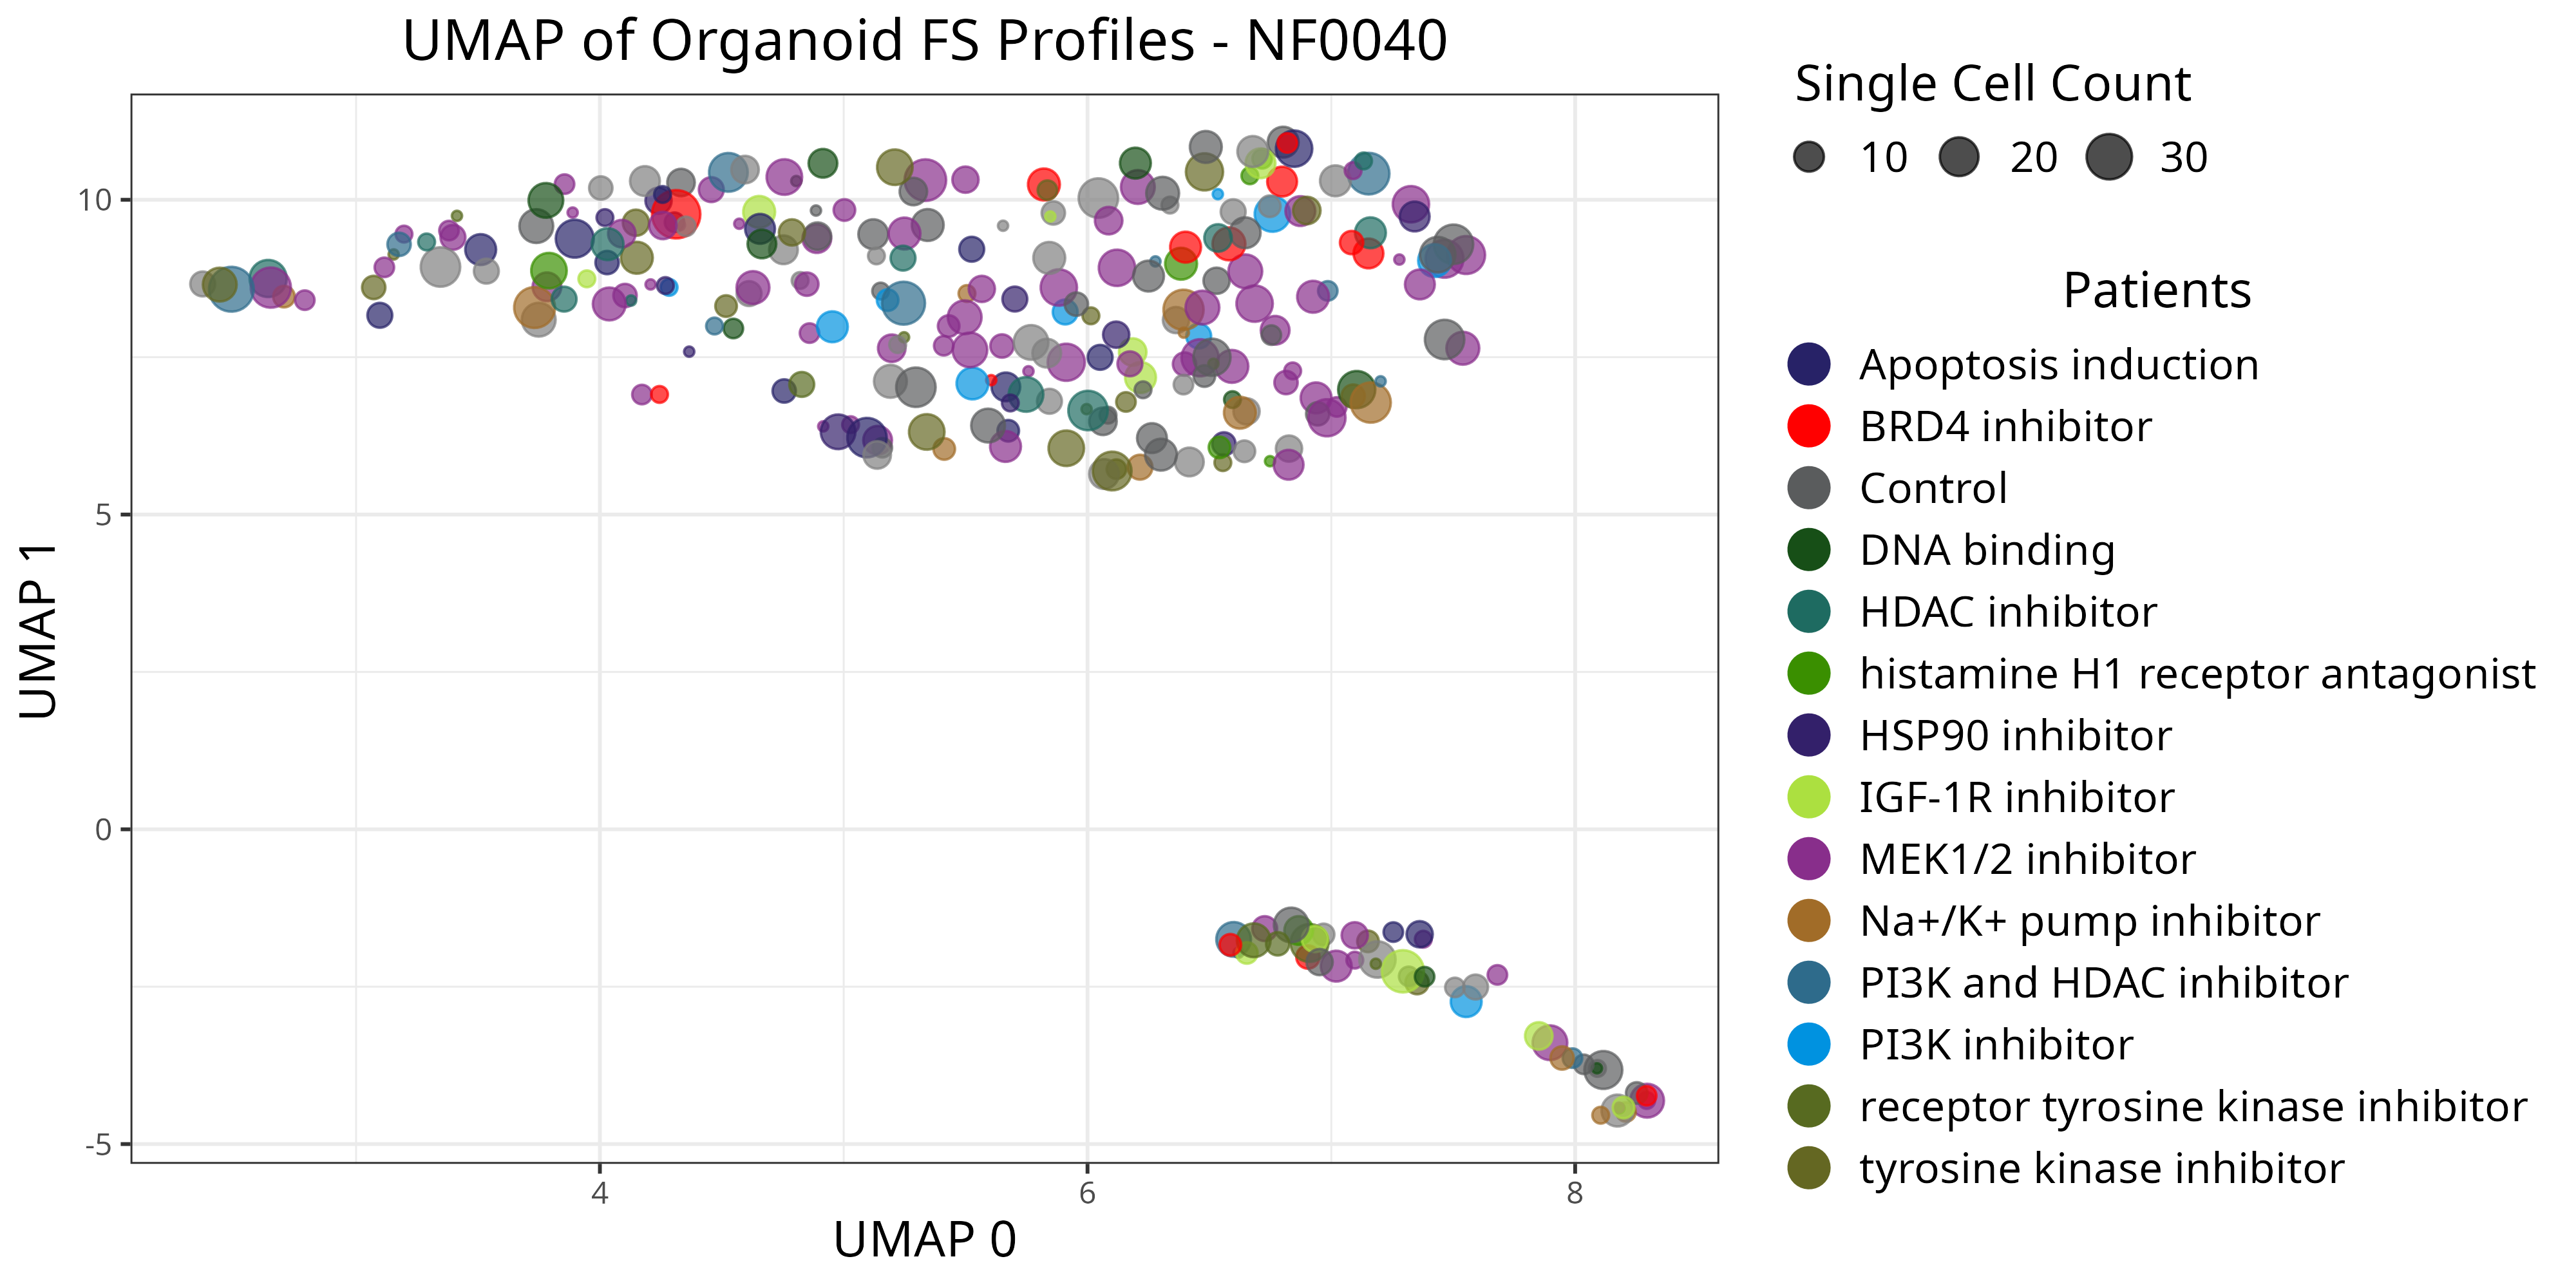 UMAP of Organoid FS Profiles - NF0040
UMAP 1
10
5
0
-5
4 6 8
UMAP 0
Single Cell Count
10 20 30
Patients
Apoptosis induction
BRD4 inhibitor
Control
DNA binding
HDAC inhibitor
histamine H1 receptor antagonist
HSP90 inhibitor
IGF-1R inhibitor
MEK1/2 inhibitor
Na+/K+ pump inhibitor
PI3K and HDAC inhibitor
PI3K inhibitor
receptor tyrosine kinase inhibitor
tyrosine kinase inhibitor